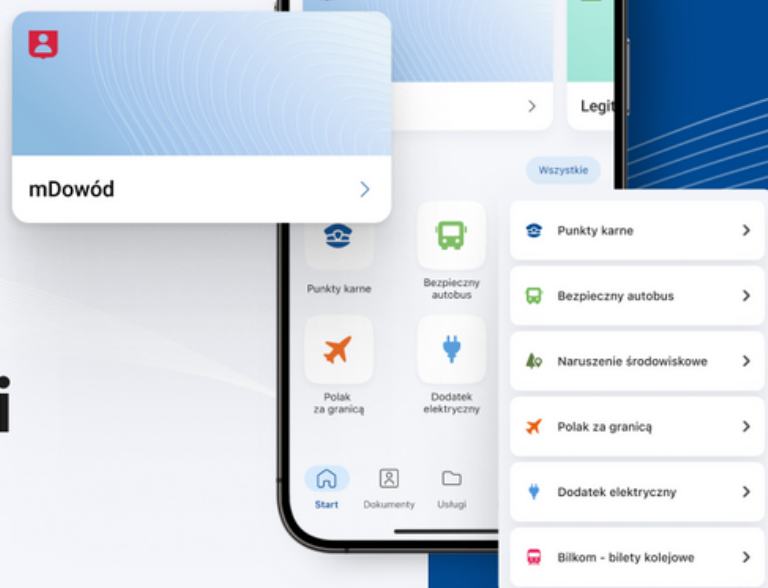 mDowód
Legit
Wszystkie
Punkty karne
Bezpieczny
autobus
Polak
za granicą
Dodatek
elektryczny
Start
Dokumenty
Usługi
Punkty karne
Bezpieczny autobus
Naruszenie środowiskowe
Polak za granicą
Dodatek elektryczny
Bilkom - bilety kolejowe
i